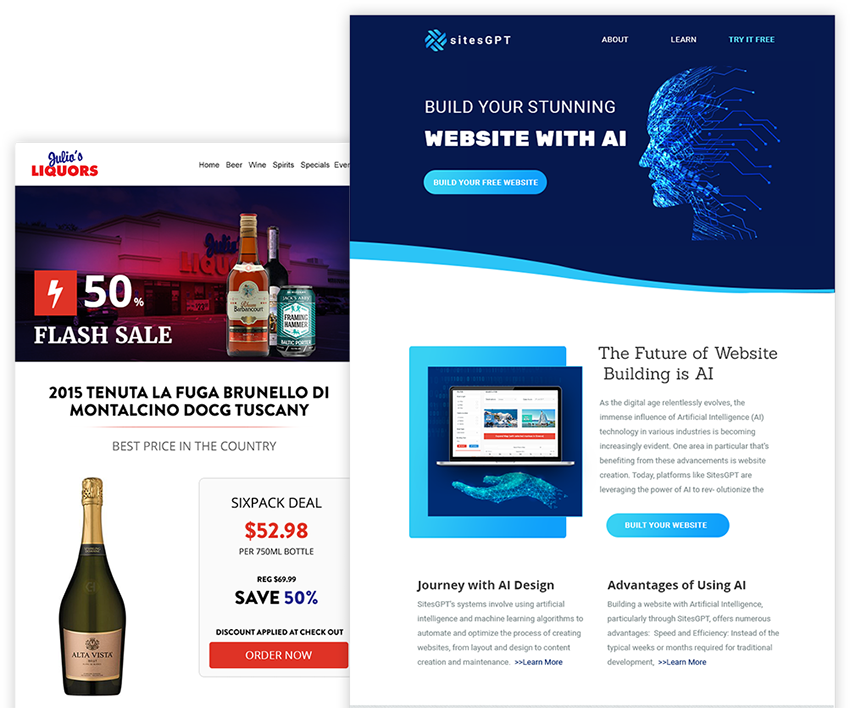 Julio's
LIQUORS
Home Beer Wine Spirits Specials
50%
FLASH SALE
Rhum
Barbancourt
JACK'S ABBY
FRAMING
HAMMER
BALTIC PORTER
2015 TENUTA LA FUGA BRUNELLO DI
MONTALCINO DOCG TUSCANY
BEST PRICE IN THE COUNTRY
ALTA VISTA
BRUT
SIXPACK DEAL
$52.98
PER 750ML BOTTLE
REG $69.99
SAVE 50%
DISCOUNT APPLIED AT CHECK OUT
ORDER NOW
sitesGPT
ABOUT LEARN TRY IT FREE
BUILD YOUR STUNNING
WEBSITE WITH AI
BUILD YOUR FREE WEBSITE
The Future of Website
Building is AI
As the digital age relentlessly evolves, the
immense influence of Artificial Intelligence (AI)
technology in various industries is becoming
increasingly evident. One area in particular that's
benefiting from these advancements is website
creation. Today, platforms like SitesGPT are
leveraging the power of AI to rev- olutionize the
BUILT YOUR WEBSITE
Journey with AI Design
SitesGPT's systems involve using artificial
intelligence and machine learning algorithms to
automate and optimize the process of creating
websites, from layout and design to content
creation and maintenance. >>Learn More
Advantages of Using AI
Building a website with Artificial Intelligence,
particularly through SitesGPT, offers numerous
advantages: Speed and Efficiency: Instead of the
typical weeks or months required for traditional
development, >>Learn More